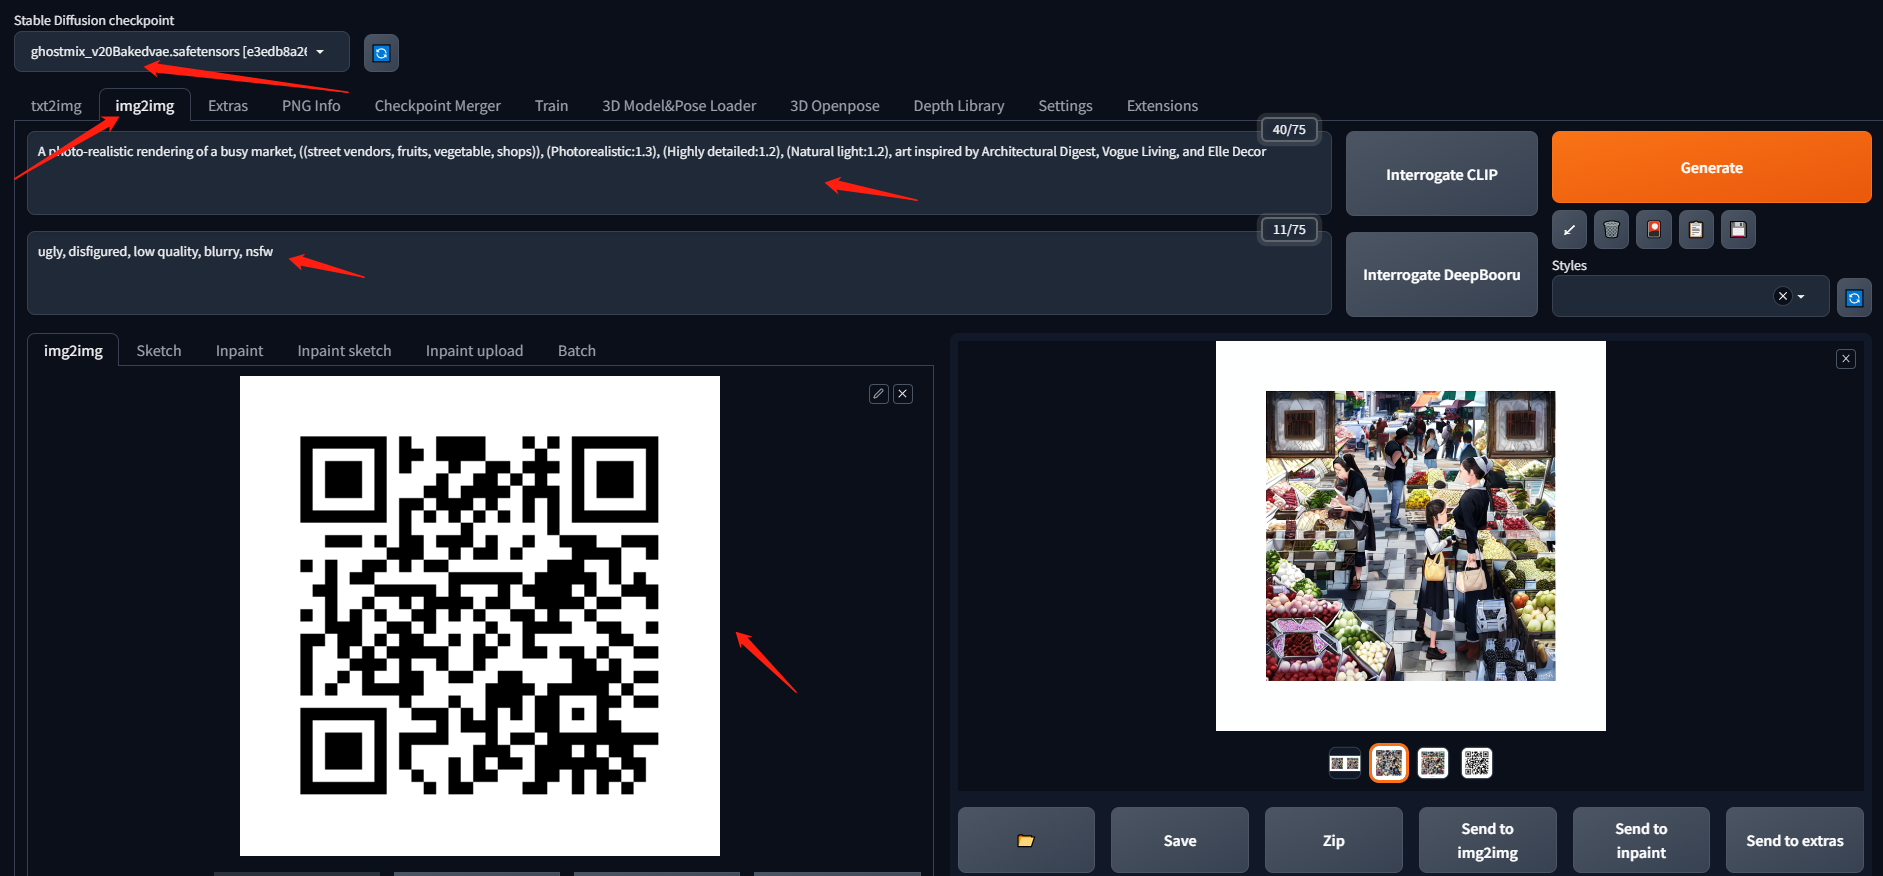 Stable Diffusion checkpoint
ghostmix_v20Bakedvae.safetensors [e3edb8a26
txt2img
img2img
Extras
PNG Info
Checkpoint Merger
Train
3D Model&Pose Loader
3D Openpose
Depth Library
Settings
Extensions
40/75
A photo-realistic rendering of a busy market, ((street vendors, fruits, vegetable, shops)), (Photorealistic:1.3), (Highly detailed:1.2), (Natural light:1.2), art inspired by Architectural Digest, Vogue Living, and Elle Decor
Interrogate CLIP
Generate
11/75
ugly, disfigured, low quality, blurry, nsfw
Interrogate DeepBooru
Styles
img2img
Sketch
Inpaint
Inpaint sketch
Inpaint upload
Batch
Save
Zip
Send to
img2img
Send to
inpaint
Send to extras